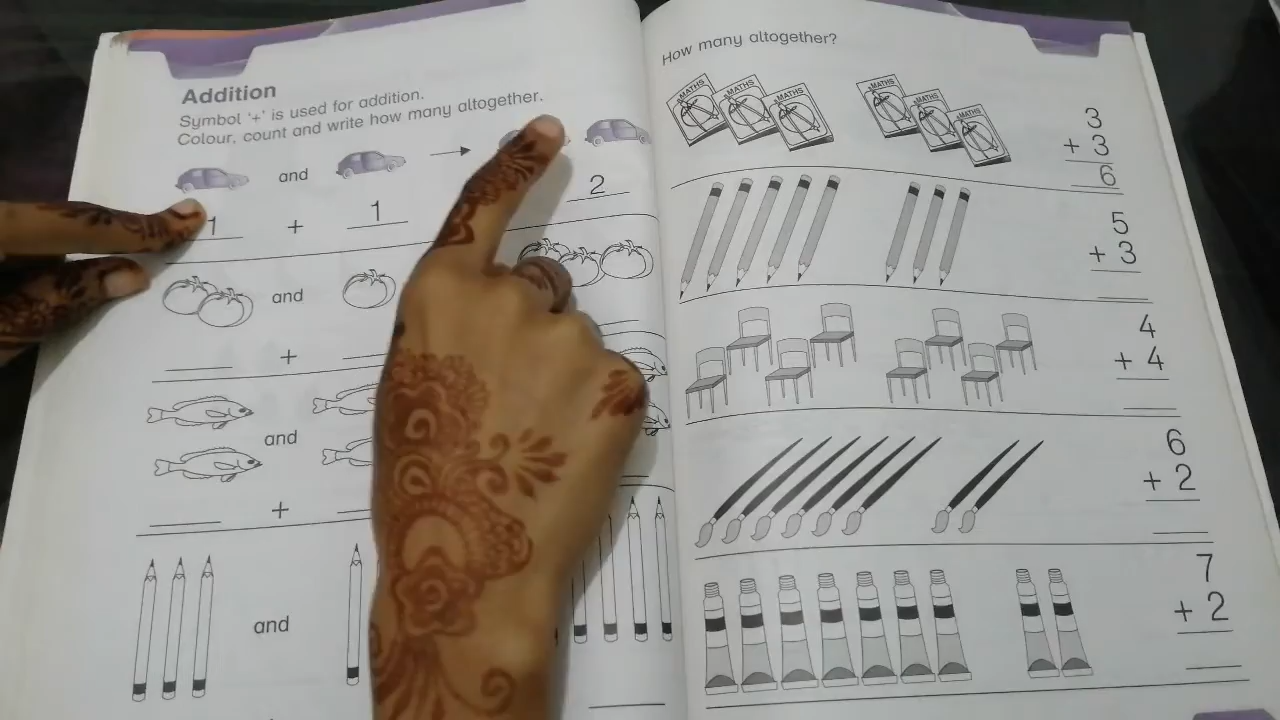 Addition
Symbol '+' is used for addition.
Colour, count and write how many altogether.
and
1 + 1 2
and
+
and
+
and
How many altogether?
MATHS MATHS MATHS MATHS MATHS MATHS
3
+ 3
6
5
+ 3
4
+ 4
6
+ 2
7
+ 2